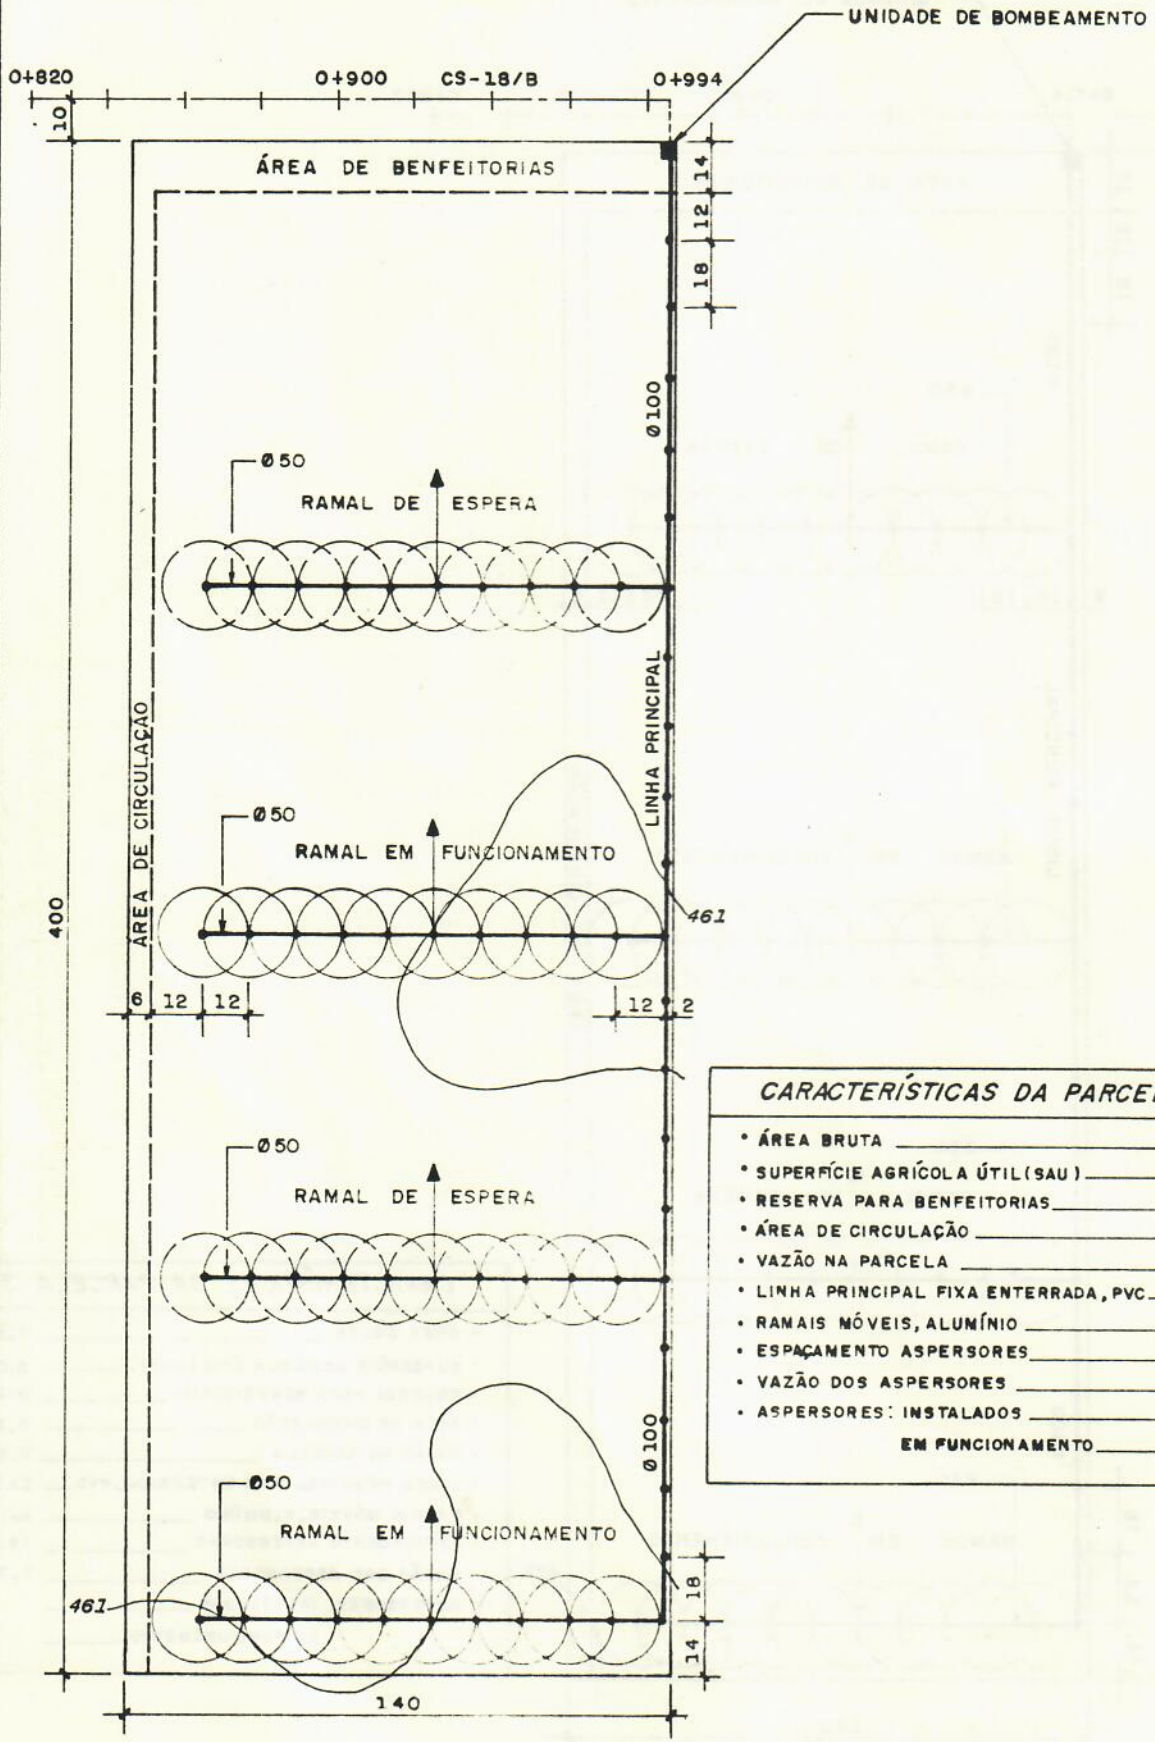 UNIDADE DE BOMBEAMENTO
0+820 0+900 CS-18/B 0+994
10
ÁREA DE BENFEITORIAS
14
12
18
Ø100
Ø50
RAMAL DE ESPERA
LINHA PRINCIPAL
ÁREA DE CIRCULAÇÃO
Ø50
RAMAL EM FUNCIONAMENTO
400
461
6 12 12 12 2
CARACTERÍSTICAS DA
• ÁREA BRUTA
• SUPERFÍCIE AGRÍCOLA ÚTIL(SAU)
• RESERVA PARA BENFEITORIAS
• ÁREA DE CIRCULAÇÃO
• VAZÃO NA PARCELA
• LINHA PRINCIPAL FIXA ENTERRADA, PVC
• RAMAIS MÓVEIS, ALUMÍNIO
• ESPAÇAMENTO ASPERSORES
• VAZÃO DOS ASPERSORES
• ASPERSORES: INSTALADOS
EM FUNCIONAMENTO
Ø50
RAMAL DE ESPERA
Ø100
Ø50
RAMAL EM FUNCIONAMENTO
18
461
14
140